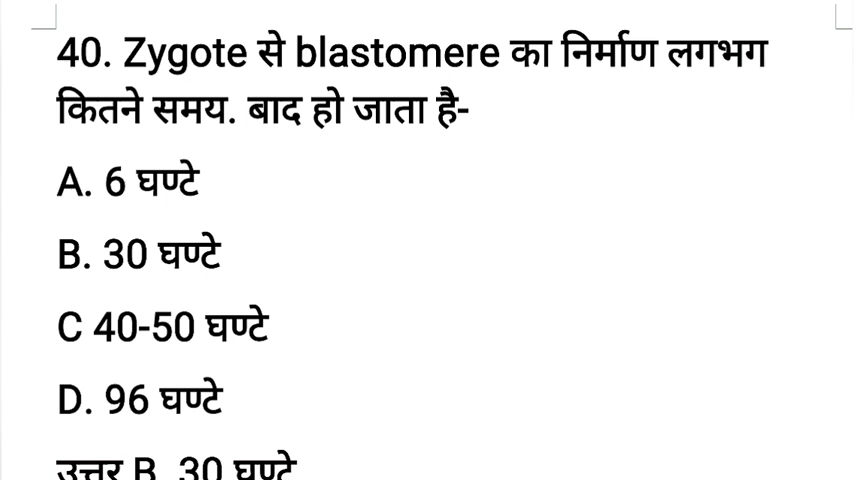 40. Zygote से blastomere का निर्माण लगभग
कितने समय. बाद हो जाता है-
A. 6 घण्टे
B. 30 घण्टे
C 40-50 घण्टे
D. 96 घण्टे
उत्तर B. 30 घण्टे